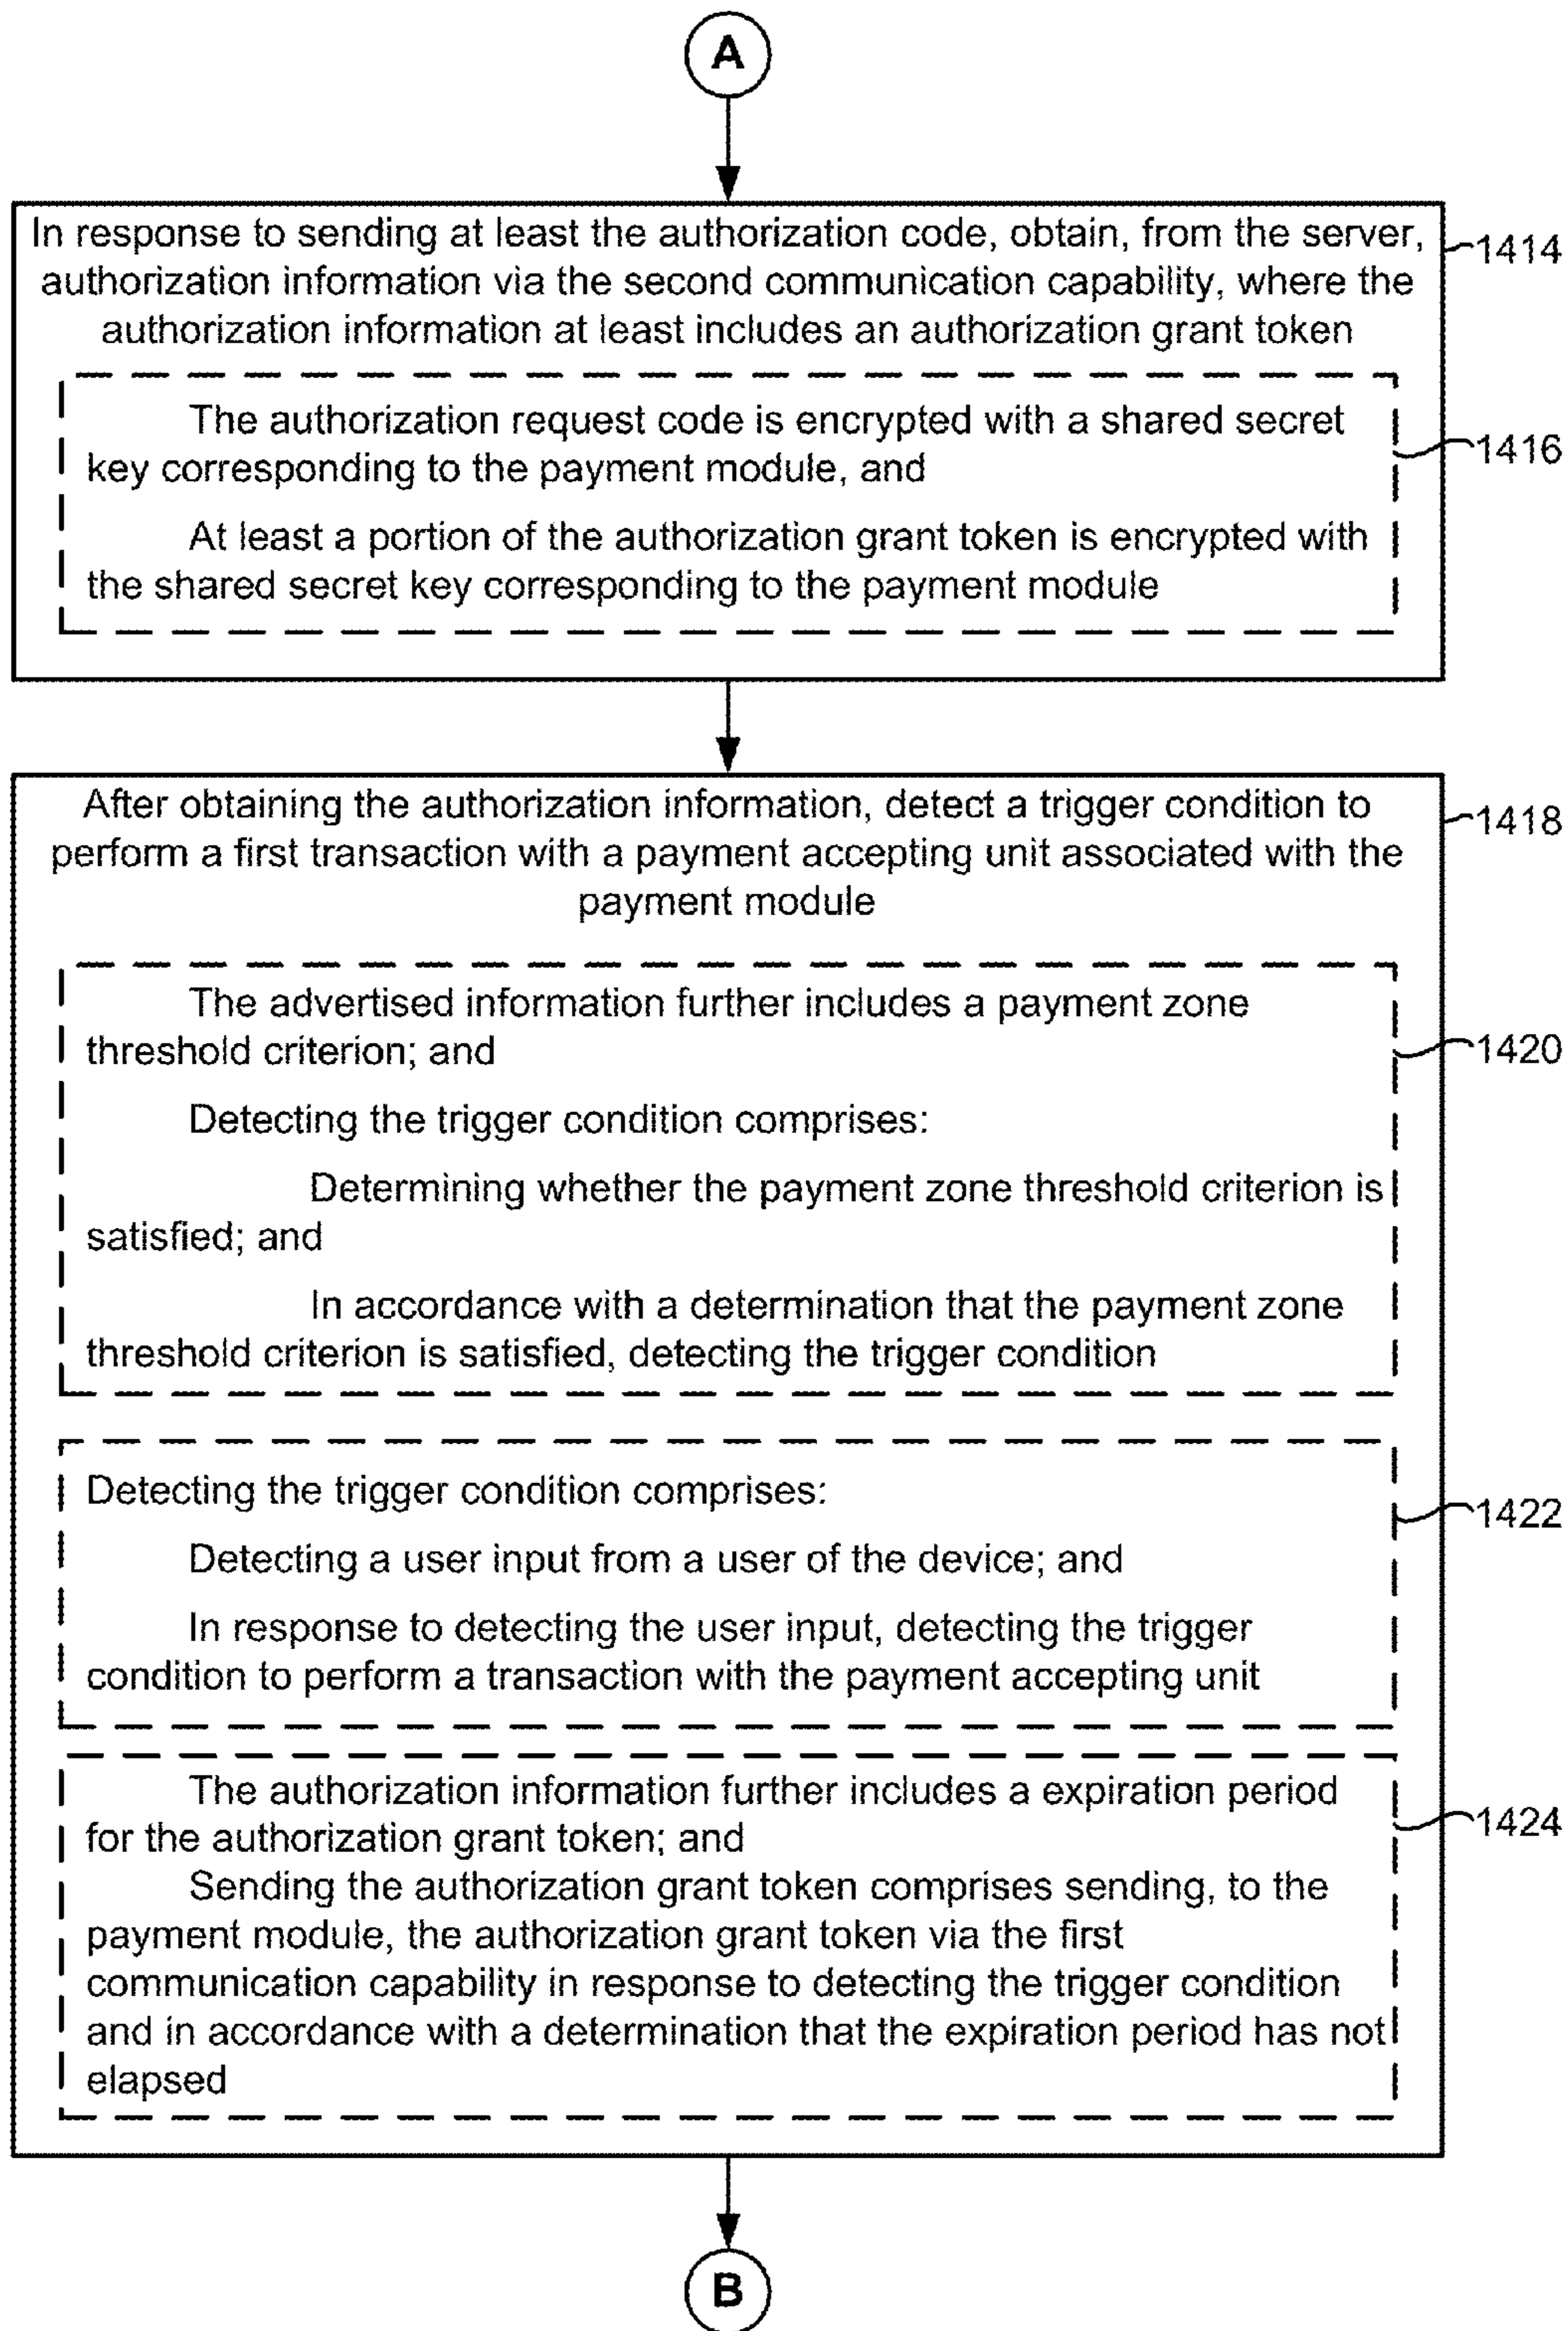 A
In response to sending at least the authorization code, obtain, from the server,
authorization information via the second communication capability, where the
authorization information at least includes an authorization grant token
1414
The authorization request code is encrypted with a shared secret
key corresponding to the payment module, and
1416
At least a portion of the authorization grant token is encrypted with
the shared secret key corresponding to the payment module
After obtaining the authorization information, detect a trigger condition to
perform a first transaction with a payment accepting unit associated with the
payment module
1418
The advertised information further includes a payment zone
threshold criterion; and
1420
Detecting the trigger condition comprises:
Determining whether the payment zone threshold criterion is
satisfied; and
In accordance with a determination that the payment zone
threshold criterion is satisfied, detecting the trigger condition
Detecting the trigger condition comprises:
1422
Detecting a user input from a user of the device; and
In response to detecting the user input, detecting the trigger
condition to perform a transaction with the payment accepting unit
The authorization information further includes a expiration period
for the authorization grant token; and
1424
Sending the authorization grant token comprises sending, to the
payment module, the authorization grant token via the first
communication capability in response to detecting the trigger condition
and in accordance with a determination that the expiration period has not
elapsed
B